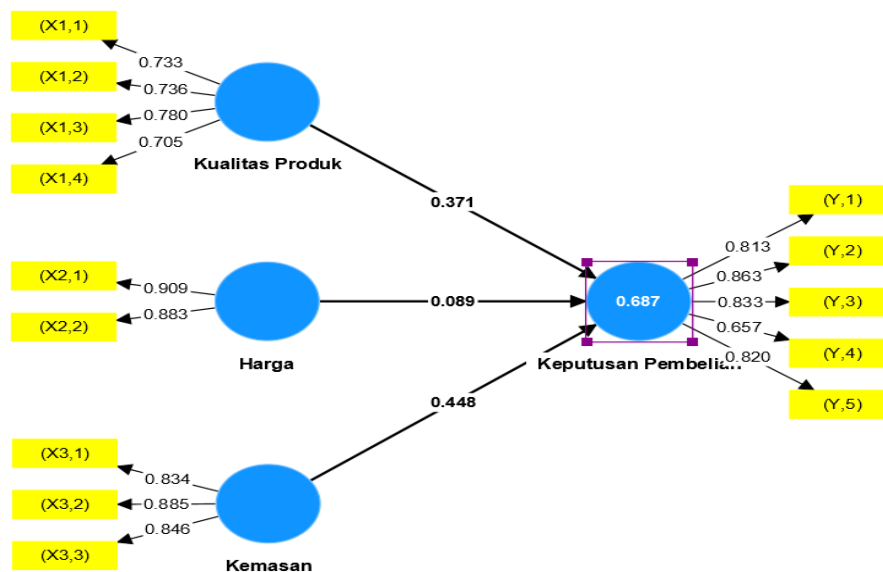 (X1,1)
(X1,2)
(X1,3)
(X1,4)
0.733
0.736
0.780
0.705
Kualitas Produk
0.371
(X2,1)
(X2,2)
0.909
0.883
Harga
0.089
(X3,1)
(X3,2)
(X3,3)
0.834
0.885
0.846
Kemasan
0.448
0.687
Keputusan Pembelian
0.813
0.863
0.833
0.657
0.820
(Y,1)
(Y,2)
(Y,3)
(Y,4)
(Y,5)